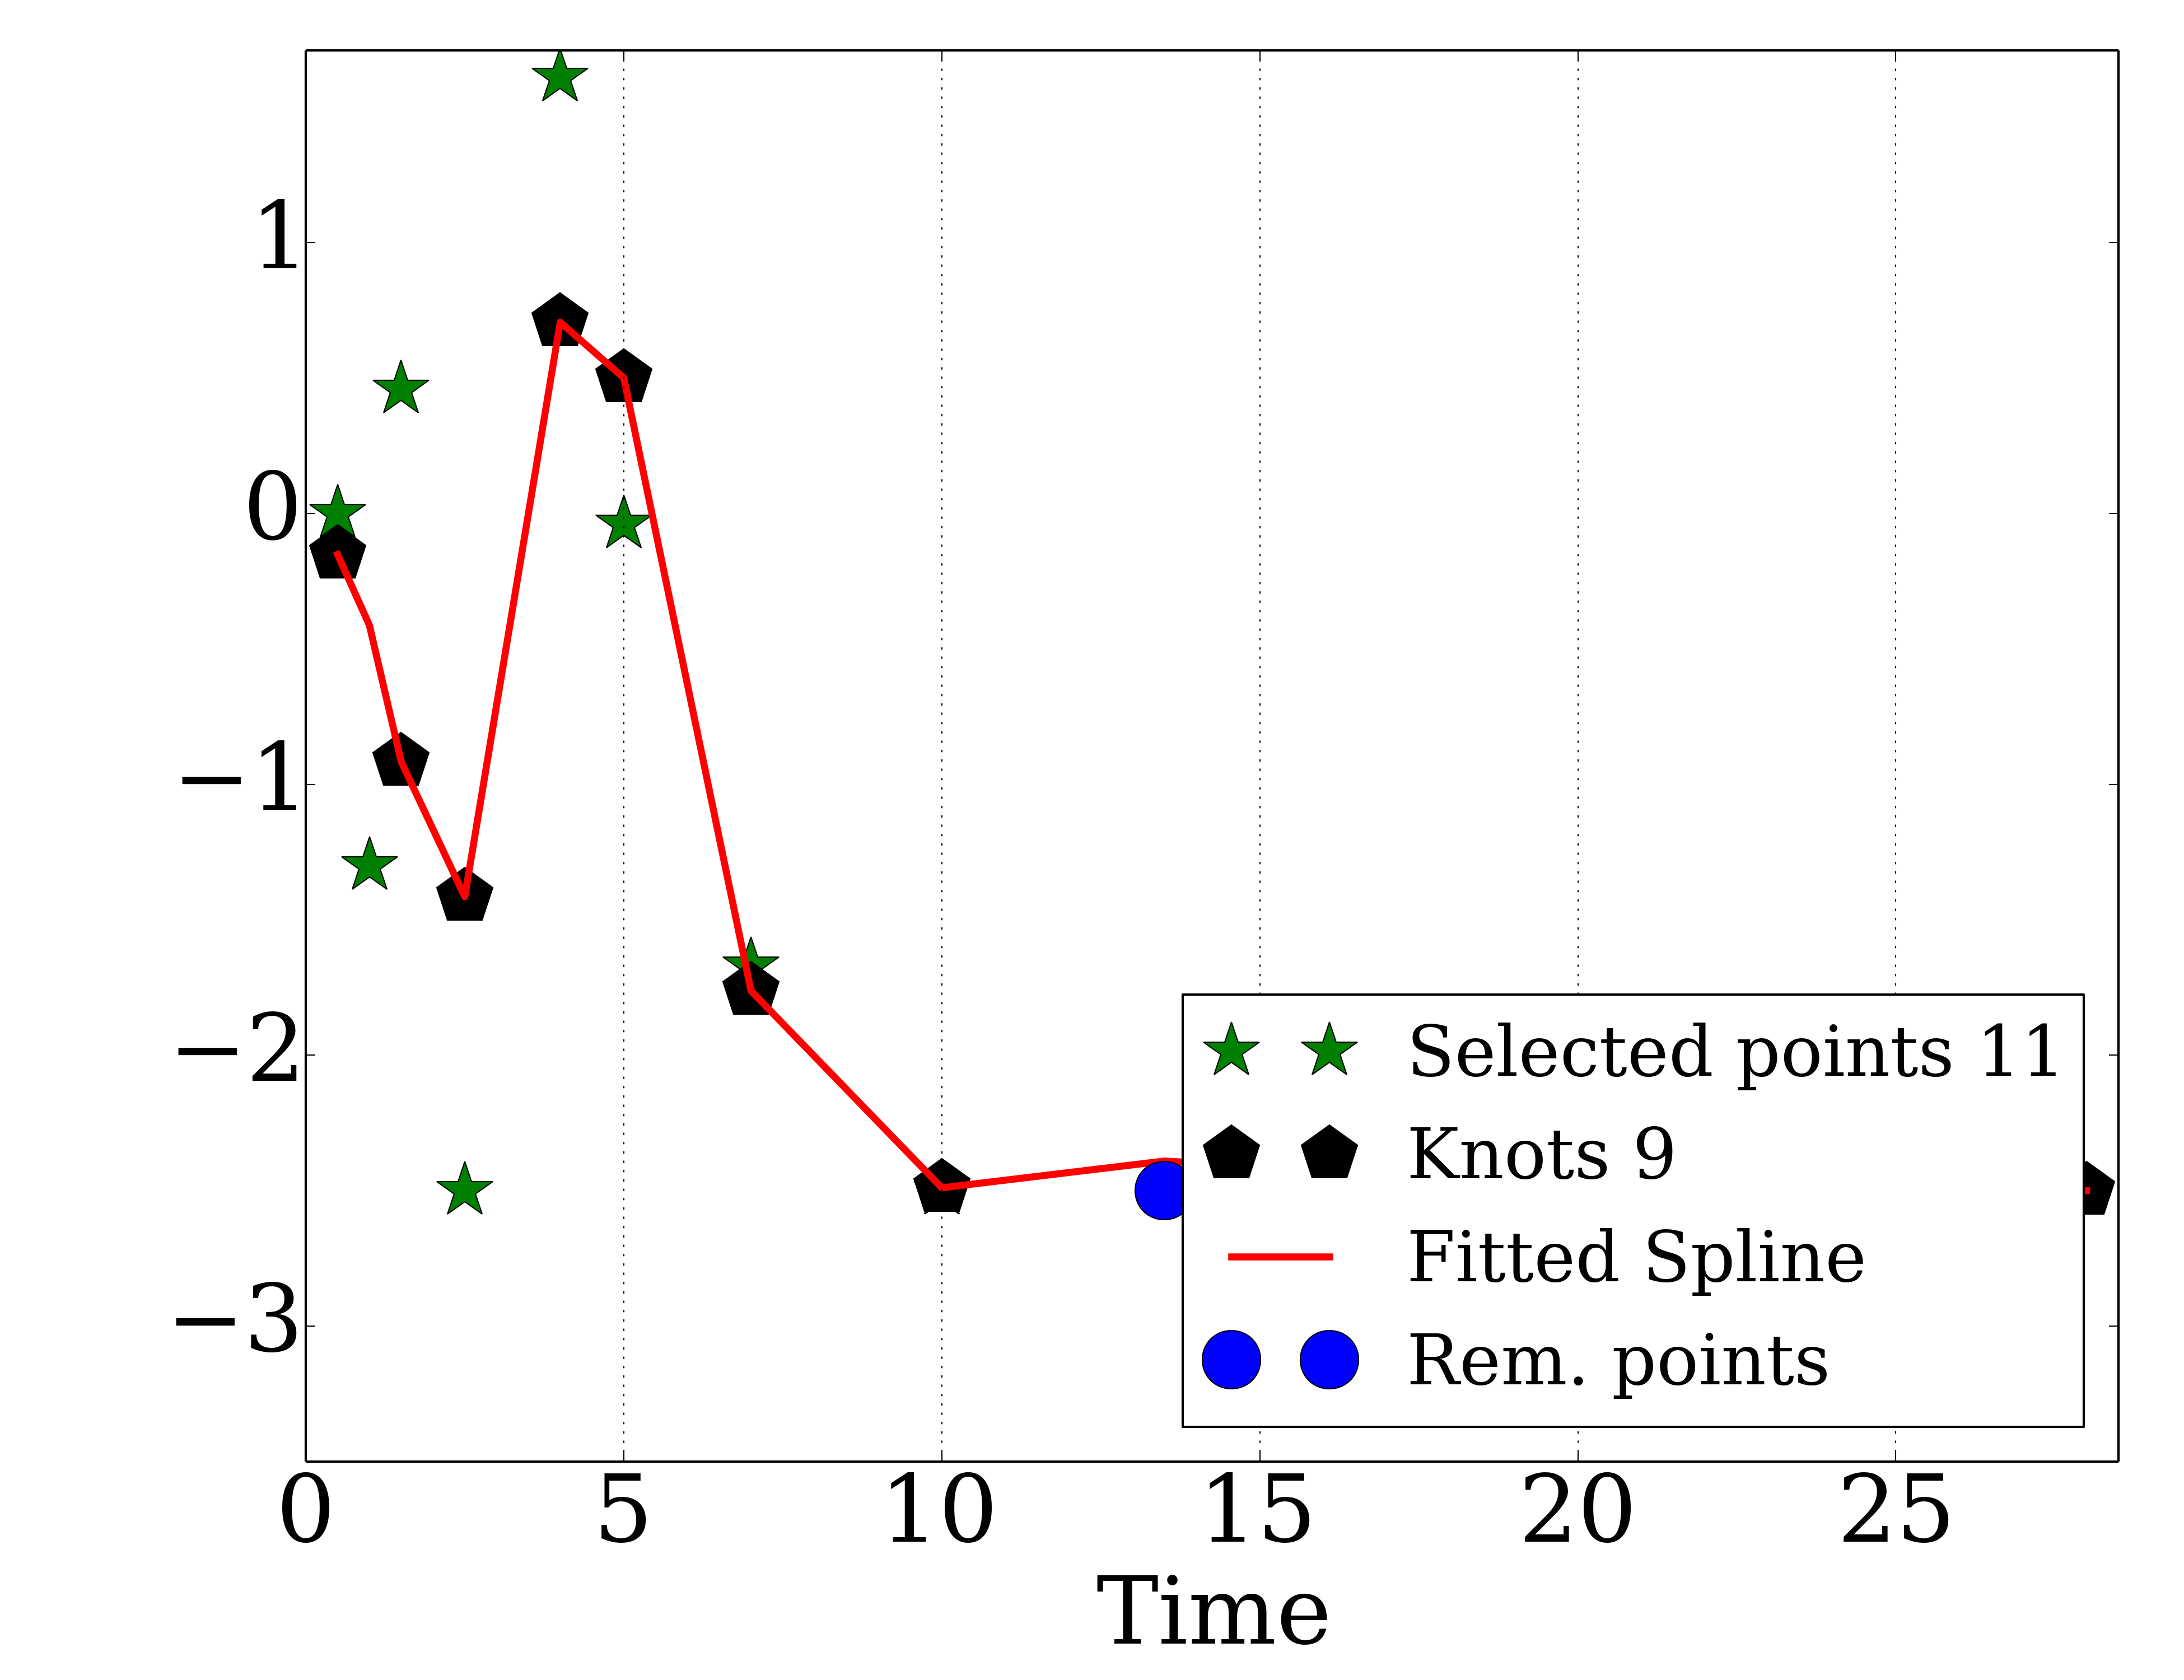 1
0
−1
−2
−3
Selected points 11
Knots 9
Fitted Spline
Rem. points
0 5 10 15 20 25
Time